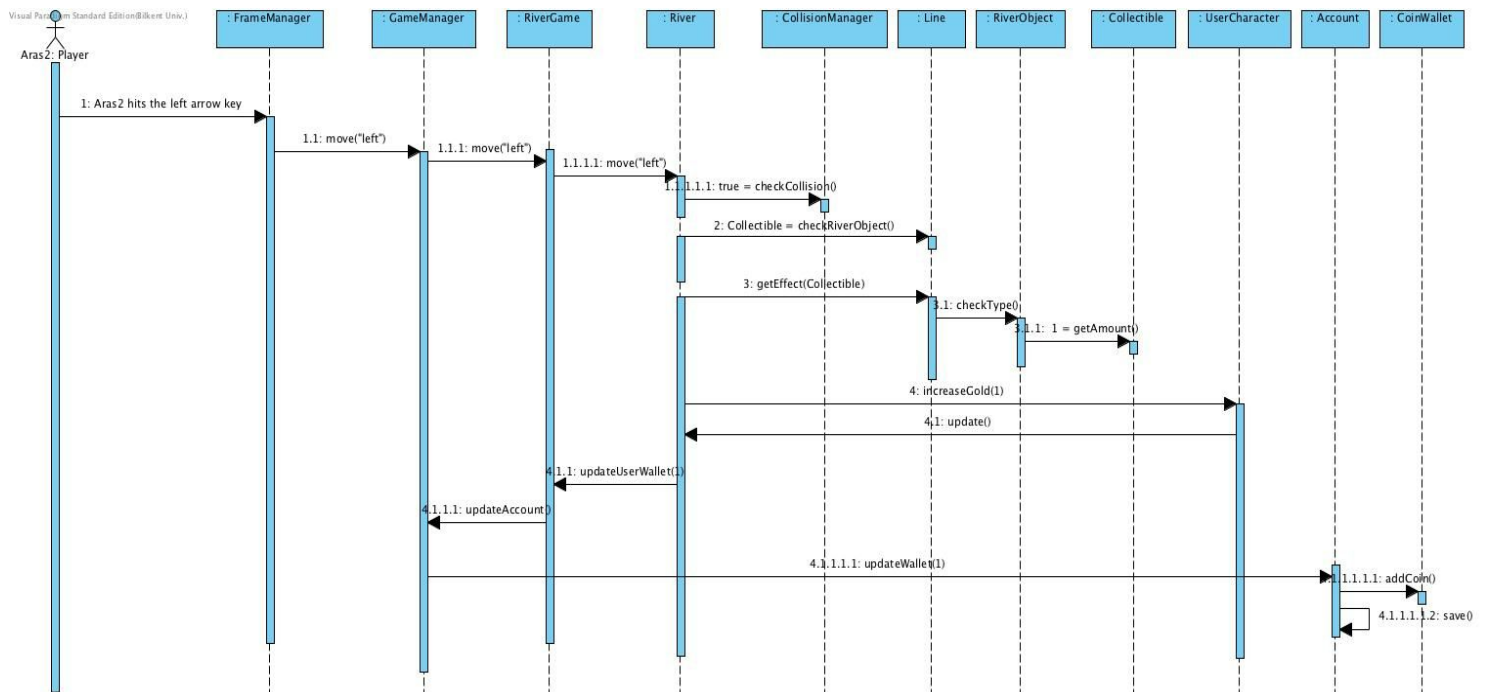 Visual Paradigm Standard Edition(Bilkent Univ.)
Aras2: Player
: FrameManager
: GameManager
: RiverGame
: River
: CollisionManager
: Line
: RiverObject
: Collectible
: UserCharacter
: Account
: CoinWallet
1: Aras2 hits the left arrow key
1.1: move("left")
1.1.1: move("left")
1.1.1.1: move("left")
1.1.1.1.1: true = checkCollision()
2: Collectible = checkRiverObject()
3: getEffect(Collectible)
3.1: checkType()
3.1.1: 1 = getAmount()
4: increaseGold(1)
4.1: update()
4.1.1: updateUserWallet(1)
4.1.1.1: updateAccount()
4.1.1.1.1: updateWallet(1)
4.1.1.1.1.1: addCoin()
4.1.1.1.1.2: save()